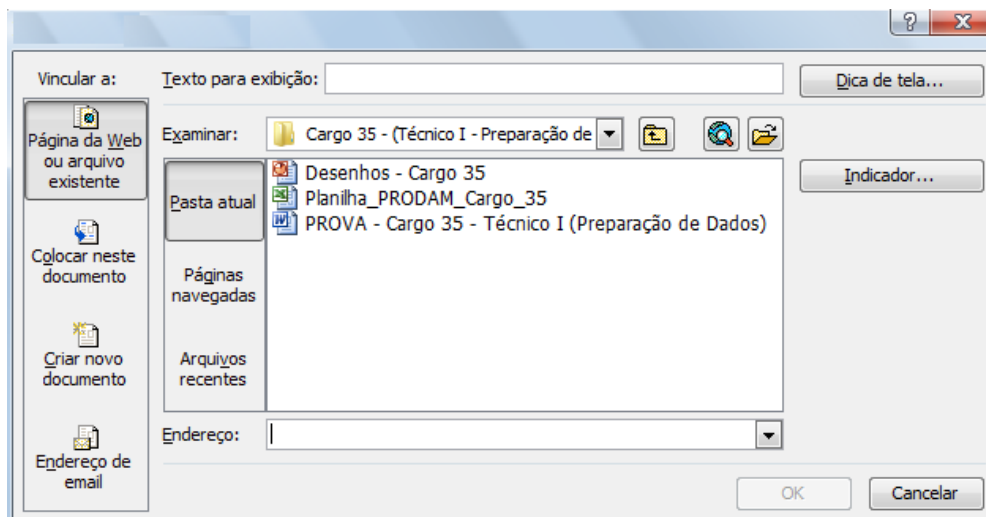 Vincular a:
Texto para exibição:
Dica de tela...
Página da Web
ou arquivo
existente
Examinar:
Cargo 35 - (Técnico I - Preparação de
Indicador...
Pasta atual
Desenhos - Cargo 35
Planilha_PRODAM_Cargo_35
PROVA - Cargo 35 - Técnico I (Preparação de Dados)
Colocar neste
documento
Páginas
navegadas
Criar novo
documento
Arquivos
recentes
Endereço de
email
Endereço:
OK
Cancelar